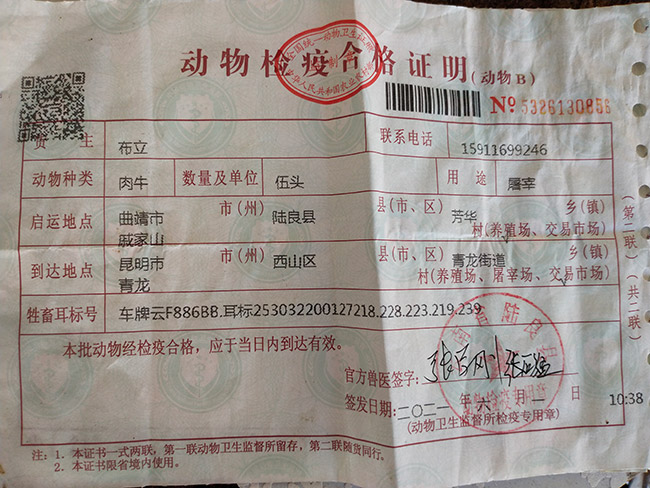 动物检疫合格证明(动物B)
№5326130856
货 主 布立 联系电话 15911699246
动物种类 肉牛 数量及单位 伍头 用 途 屠宰
启运地点 曲靖市 市(州) 陆良县 县(市、区) 芳华 乡(镇)
戚家山 村(养殖场、交易市场)
到达地点 昆明市 市(州) 西山区 县(市、区) 青龙街道 乡(镇)
青龙 村(养殖场、屠宰场、交易市场)
牲畜耳标号 车牌云F886BB.耳标253032200127218.228.223.219.239
本批动物经检疫合格，应于当日内到达有效。
官方兽医签字：
签发日期：二〇二一年六月一 10:38
(动物卫生监督所检疫专用章)
注：1. 本证书一式两联，第一联动物卫生监督所留存，第二联随货同行。
2. 本证书限省境内使用。
(第二联)
(共二联)